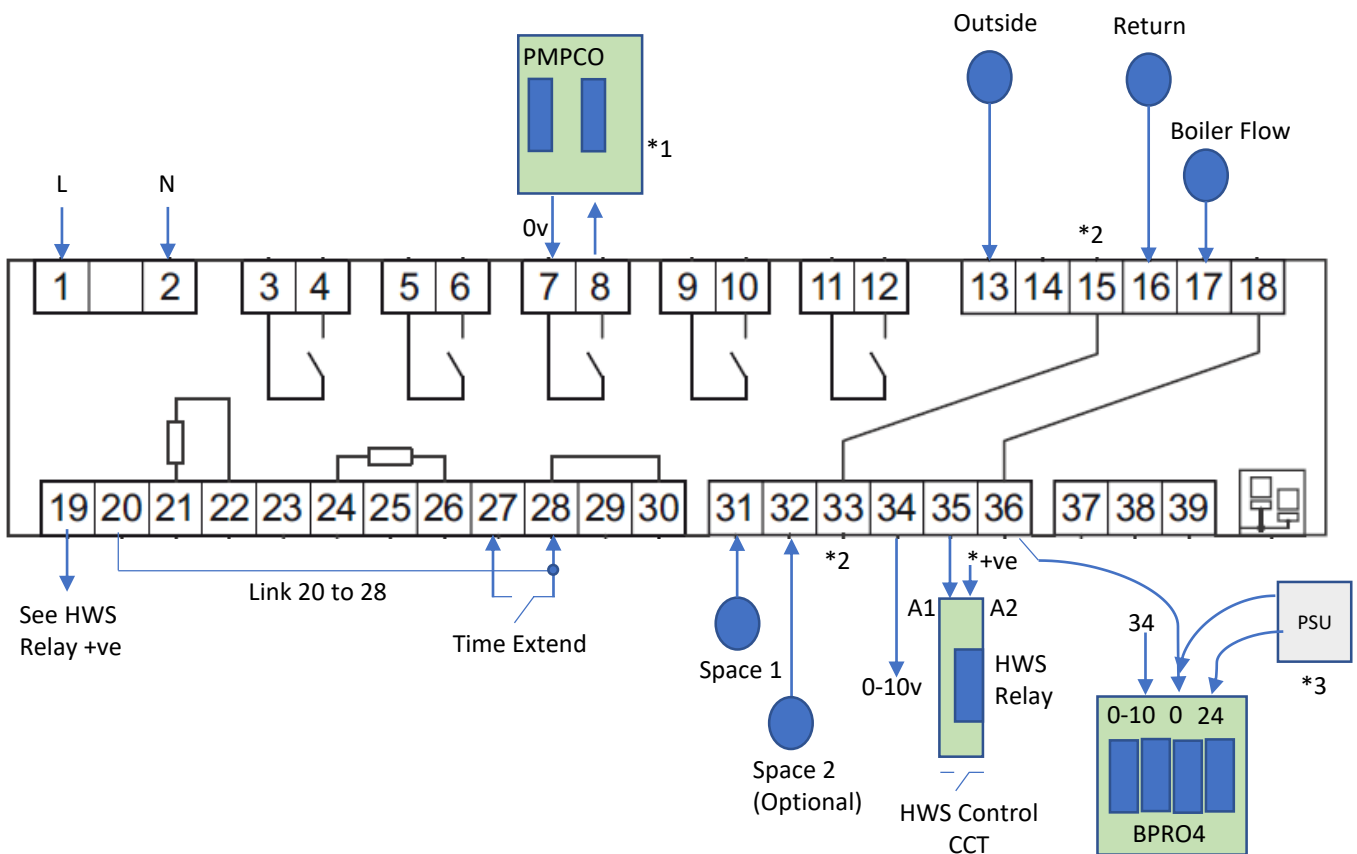 Outside
Return
PMPCO
Boiler Flow
*1
L
N
0v
*2
1
2
3
4
5
6
7
8
9
10
11
12
13
14
15
16
17
18
19
20
21
22
23
24
25
26
27
28
29
30
31
32
33
34
35
36
37
38
39
Link 20 to 28
See HWS
Relay +ve
Time Extend
*2
*+ve
A1
A2
Space 1
0-10v
HWS
Relay
34
PSU
*3
0-10
0
24
Space 2
(Optional)
HWS Control
CCT
BPRO4